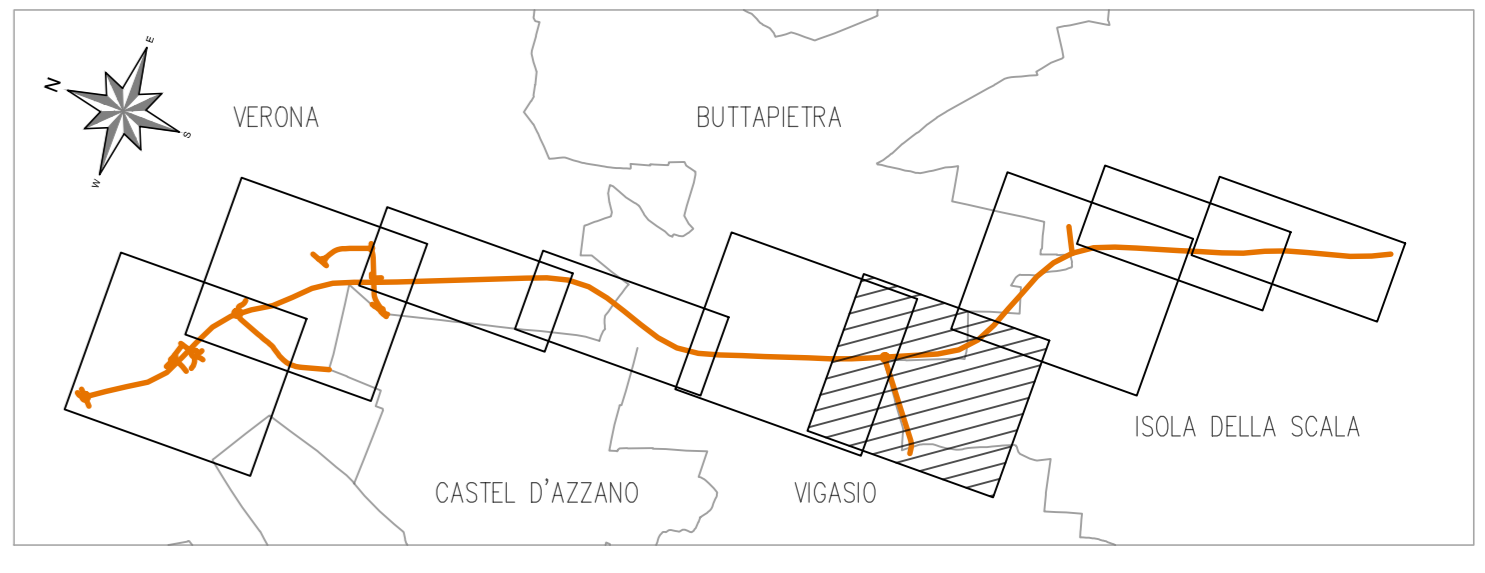 E
N
S
W
VERONA
BUTTAPIETRA
ISOLA DELLA SCALA
CASTEL D'AZZANO
VIGASIO